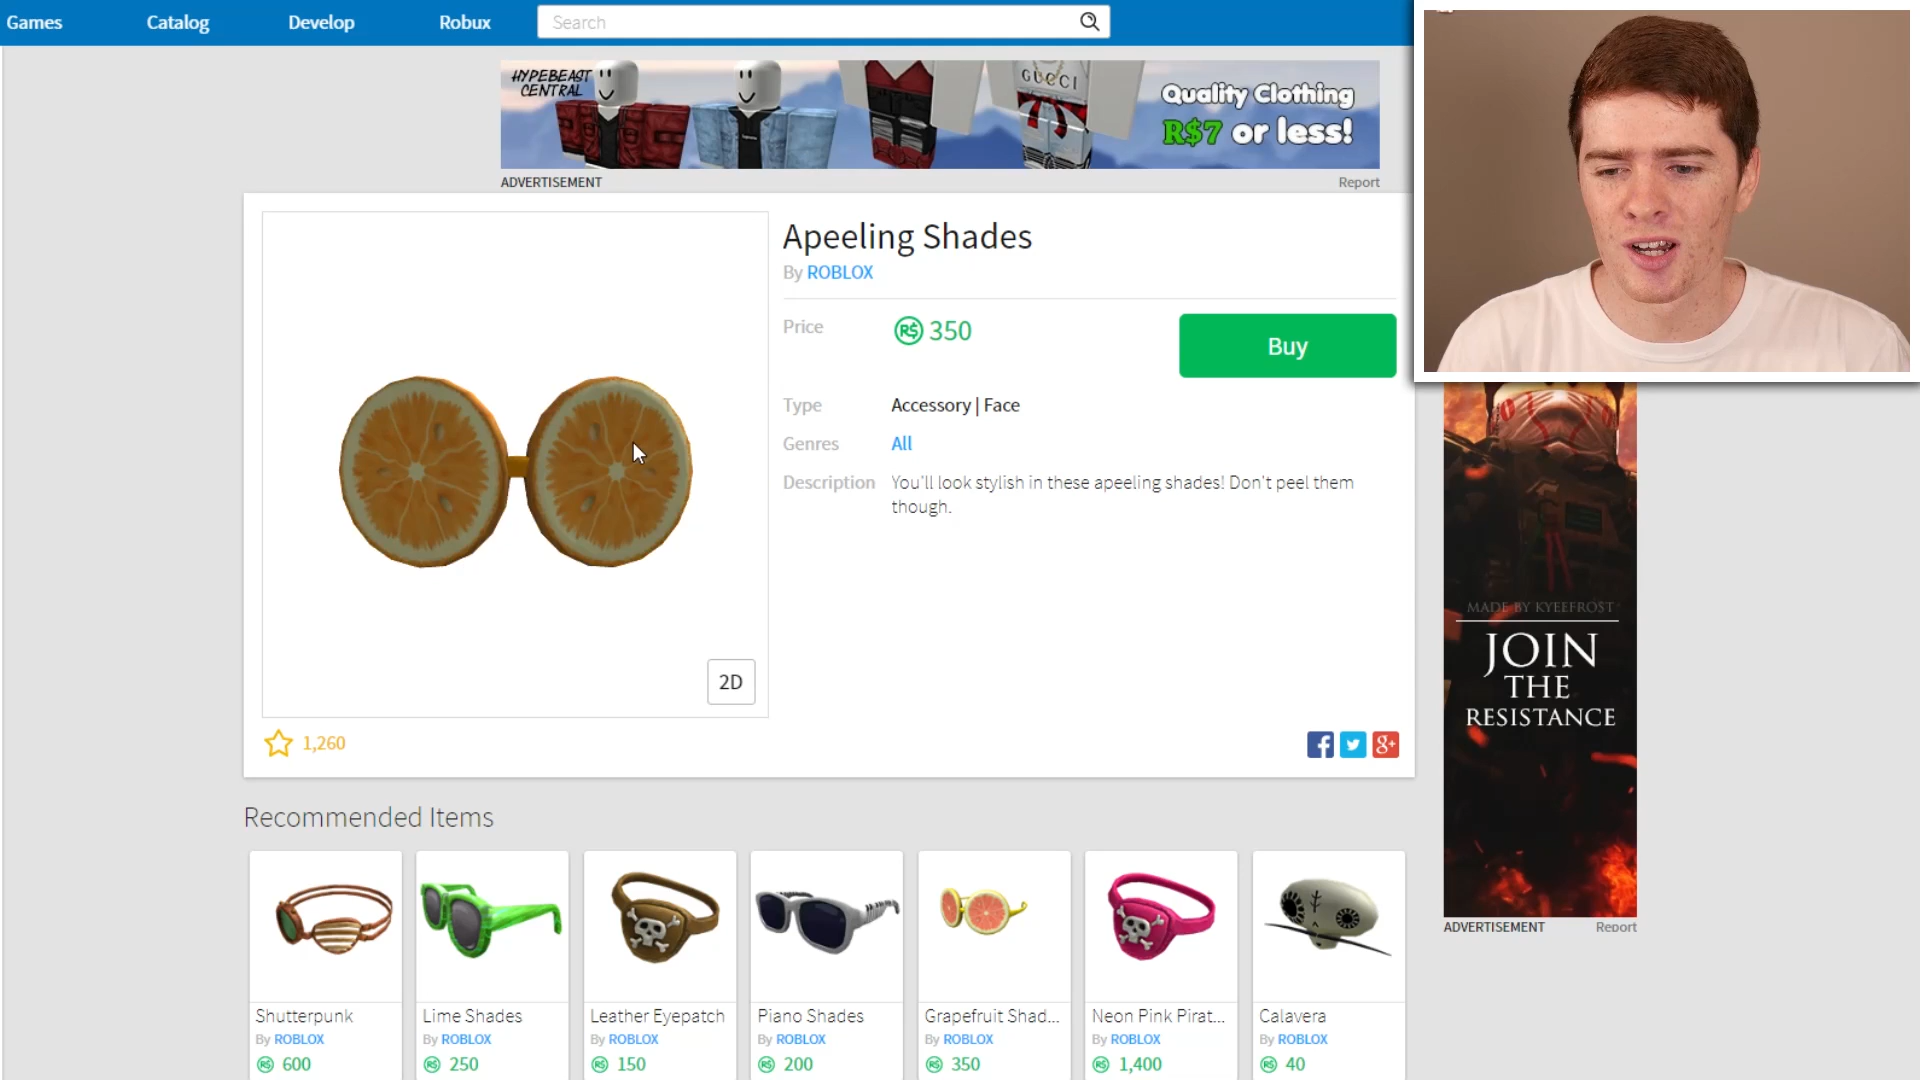 Games Catalog Develop Robux Search
HYPEBEAST
CENTRAL
GUCCI
Quality Clothing
R$7 or less!
ADVERTISEMENT Report
Apeeling Shades
By ROBLOX
Price R$ 350
Buy
Type Accessory | Face
Genres All
Description You'll look stylish in these apeeling shades! Don't peel them
though.
2D
1,260
MADE BY KYEEFROST
JOIN
THE
RESISTANCE
ADVERTISEMENT Report
Recommended Items
Shutterpunk
By ROBLOX
R$ 600
Lime Shades
By ROBLOX
R$ 250
Leather Eyepatch
By ROBLOX
R$ 150
Piano Shades
By ROBLOX
R$ 200
Grapefruit Shad...
By ROBLOX
R$ 350
Neon Pink Pirat...
By ROBLOX
R$ 1,400
Calavera
By ROBLOX
R$ 40